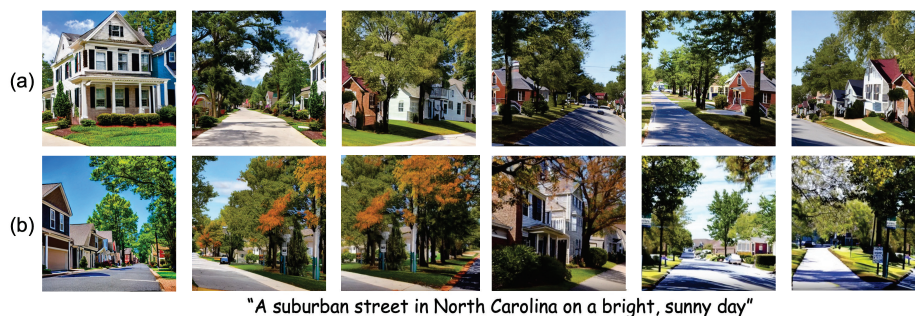 (a)
(b)
“A suburban street in North Carolina on a bright, sunny day”